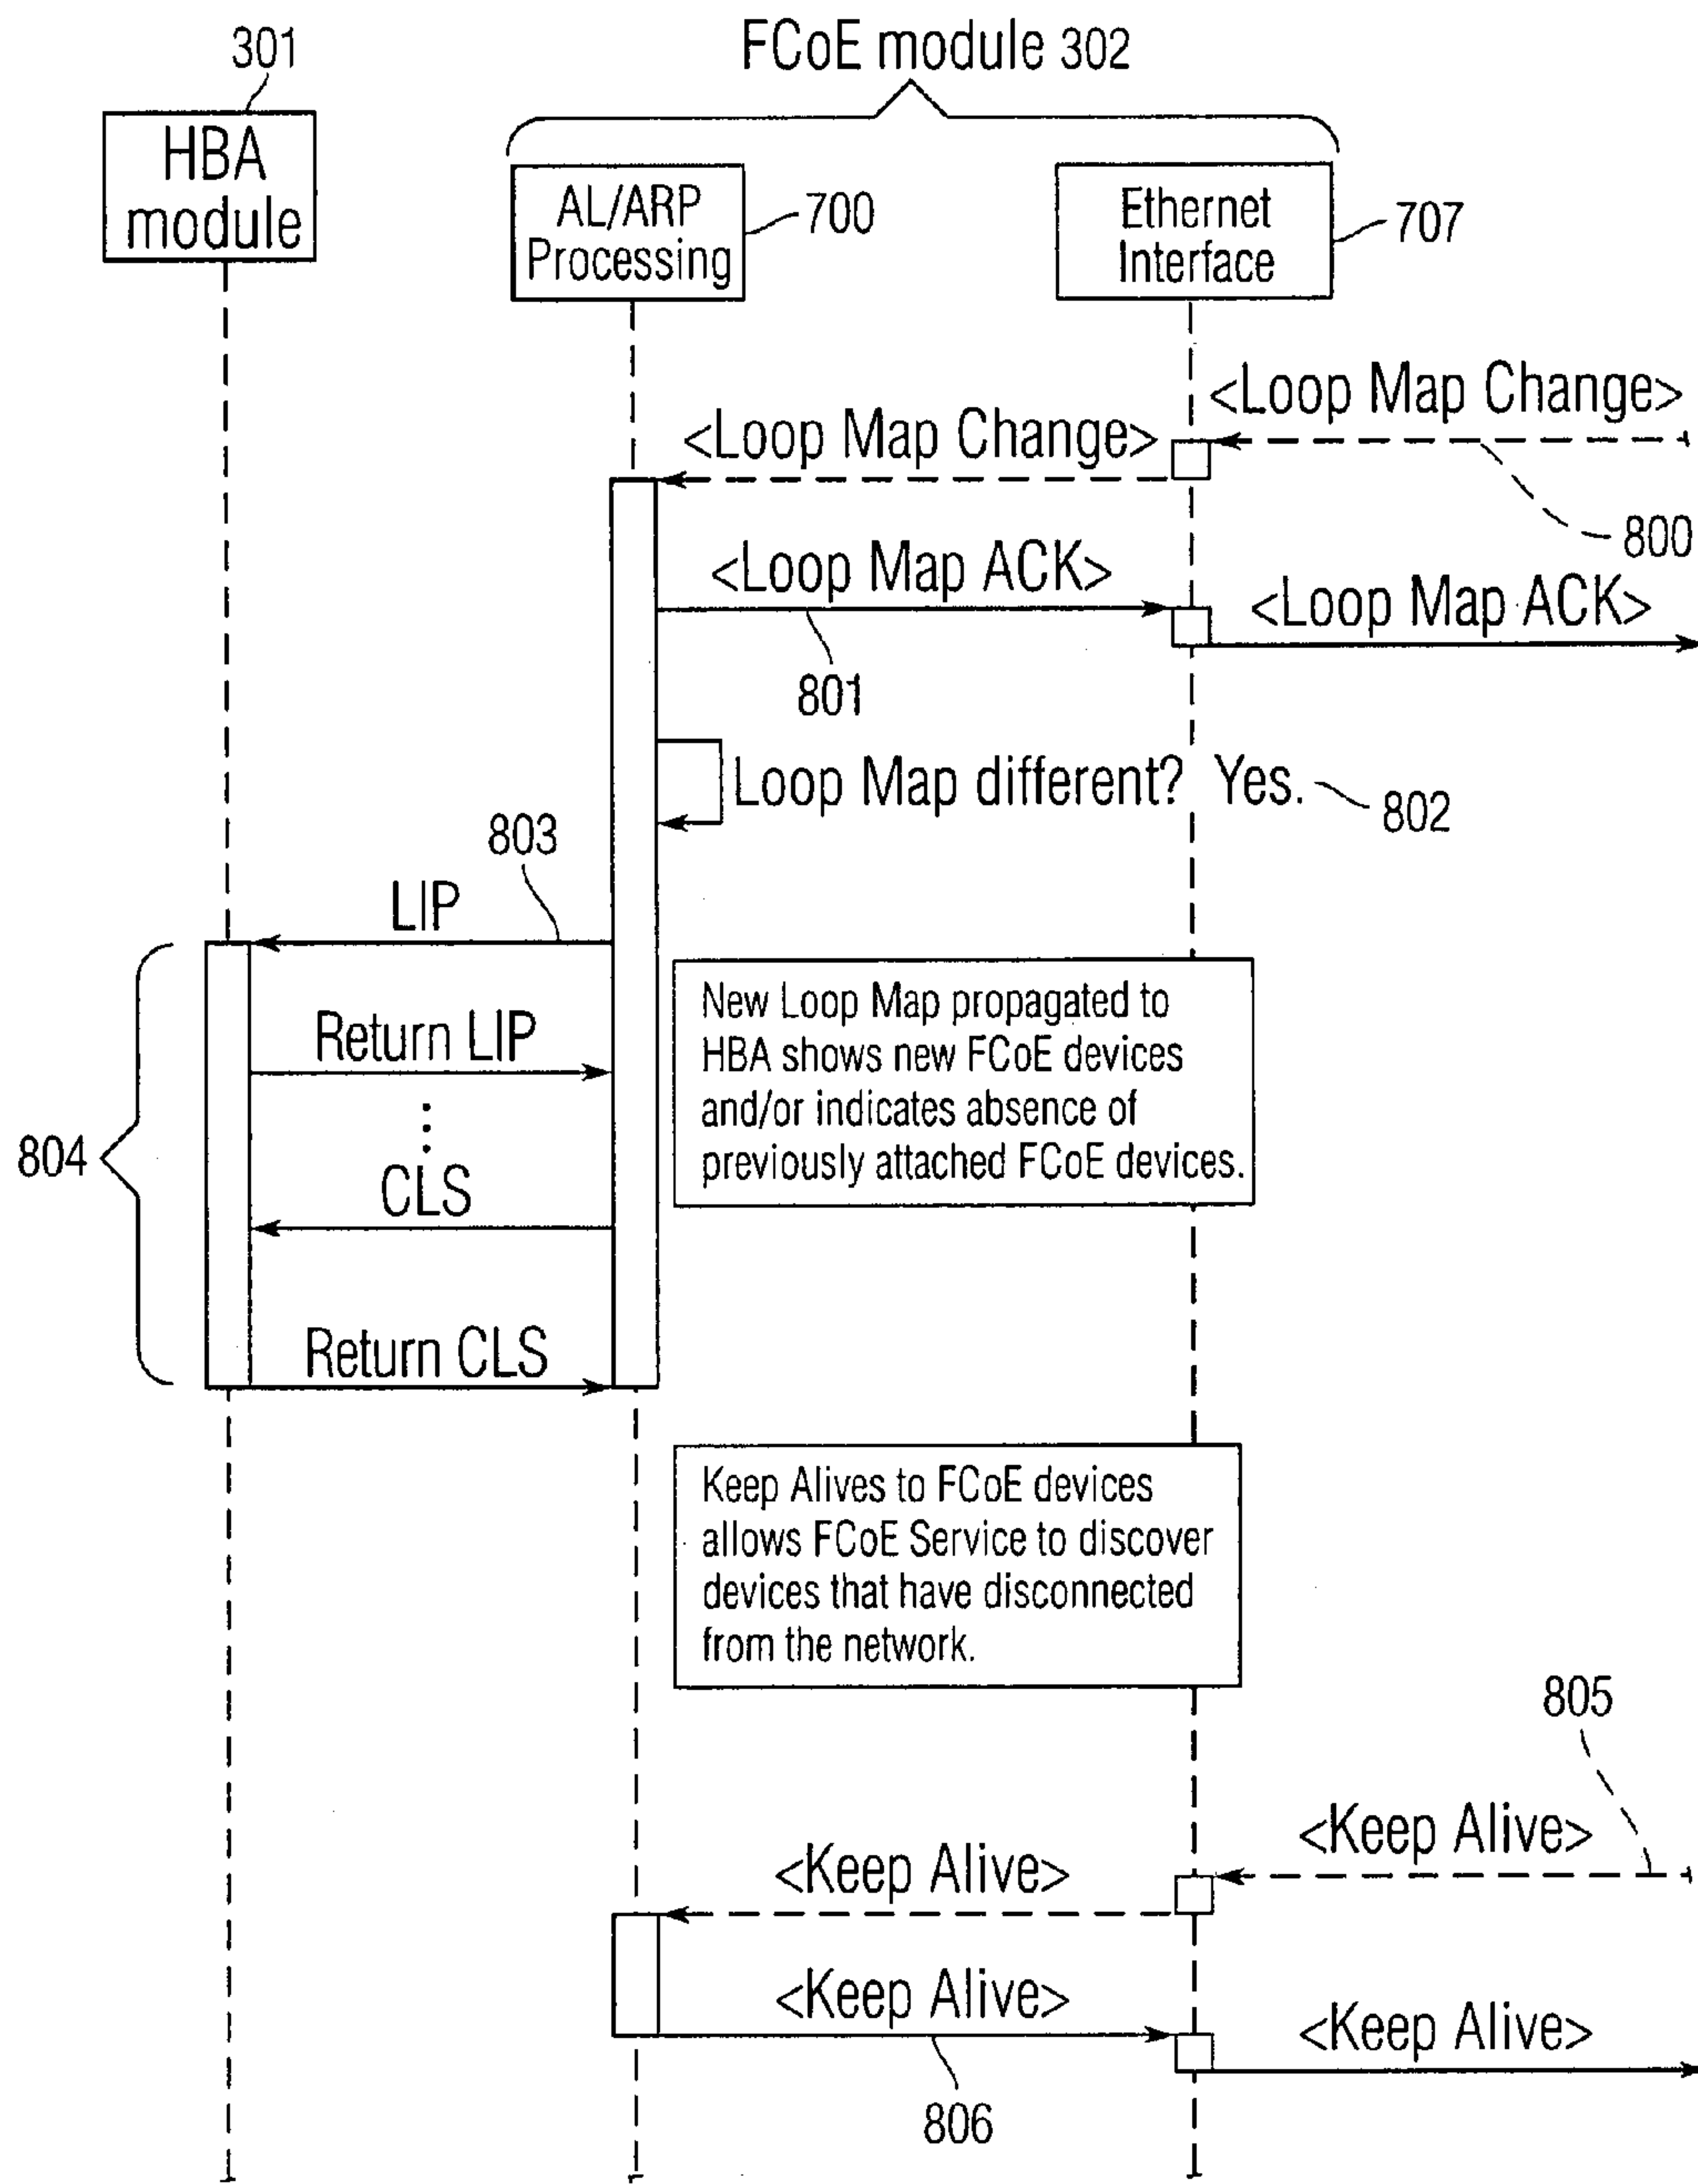 FCoE module 302
301
HBA
module
AL/ARP
Processing
700
Ethernet
Interface
707
<Loop Map Change>
<Loop Map Change>
800
<Loop Map ACK>
<Loop Map ACK>
801
Loop Map different? Yes.
802
803
LIP
New Loop Map propagated to
HBA shows new FCoE devices
and/or indicates absence of
previously attached FCoE devices.
Return LIP
804
CLS
Return CLS
Keep Alives to FCoE devices
allows FCoE Service to discover
devices that have disconnected
from the network.
805
<Keep Alive>
<Keep Alive>
<Keep Alive>
<Keep Alive>
806